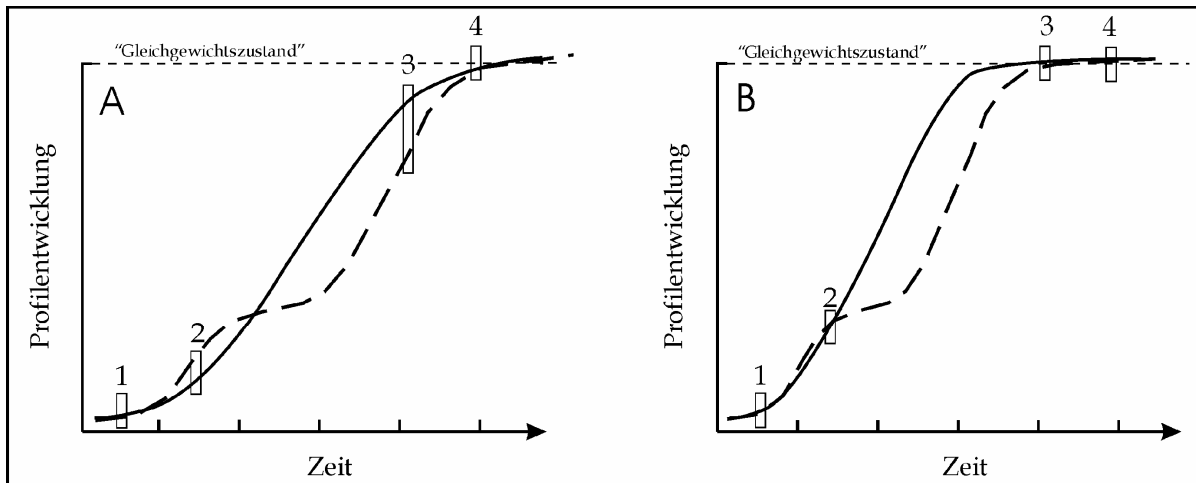 “Gleichgewichtszustand”
A
Profilentwicklung
1
2
3
4
Zeit
“Gleichgewichtszustand”
B
Profilentwicklung
1
2
3
4
Zeit